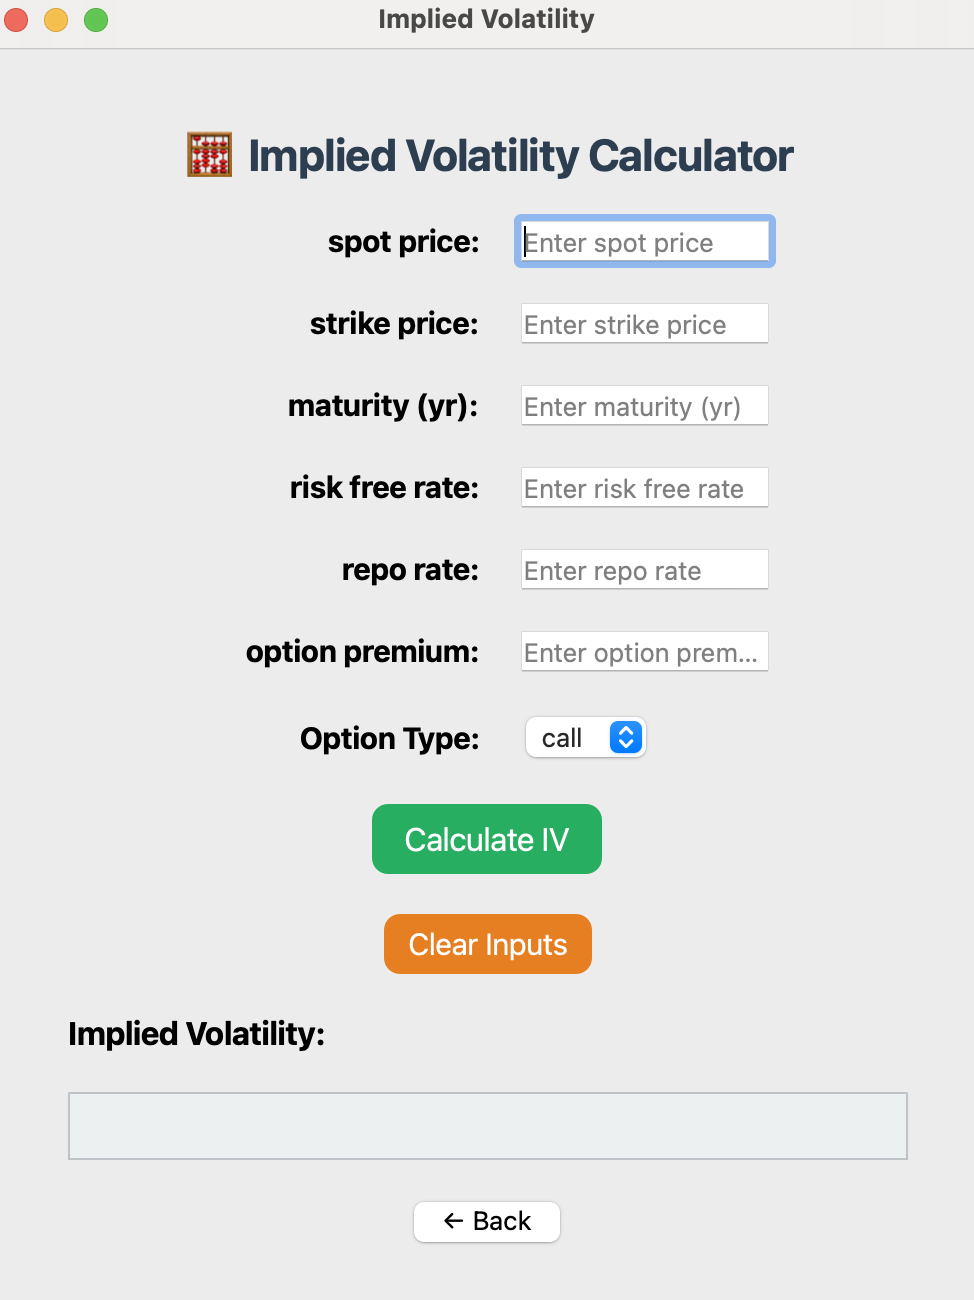 Implied Volatility
Implied Volatility Calculator
spot price: Enter spot price
strike price: Enter strike price
maturity (yr): Enter maturity (yr)
risk free rate: Enter risk free rate
repo rate: Enter repo rate
option premium: Enter option prem...
Option Type: call
Calculate IV
Clear Inputs
Implied Volatility:
← Back